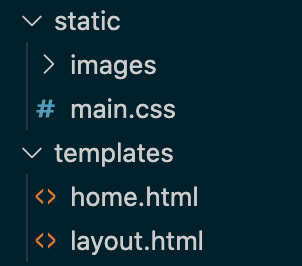 static
images
# main.css
templates
<> home.html
<> layout.html